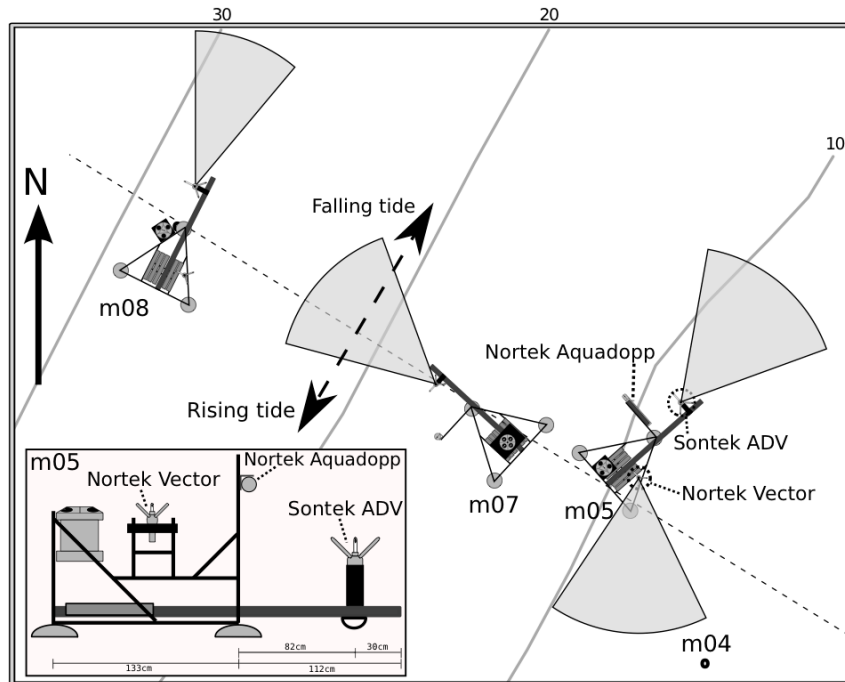 30
20
10
N
Falling tide
m08
Nortek Aquadopp
Rising tide
Sontek ADV
m07
m05
Nortek Vector
m04
m05
Nortek Vector
Nortek Aquadopp
Sontek ADV
82cm
30cm
133cm
112cm